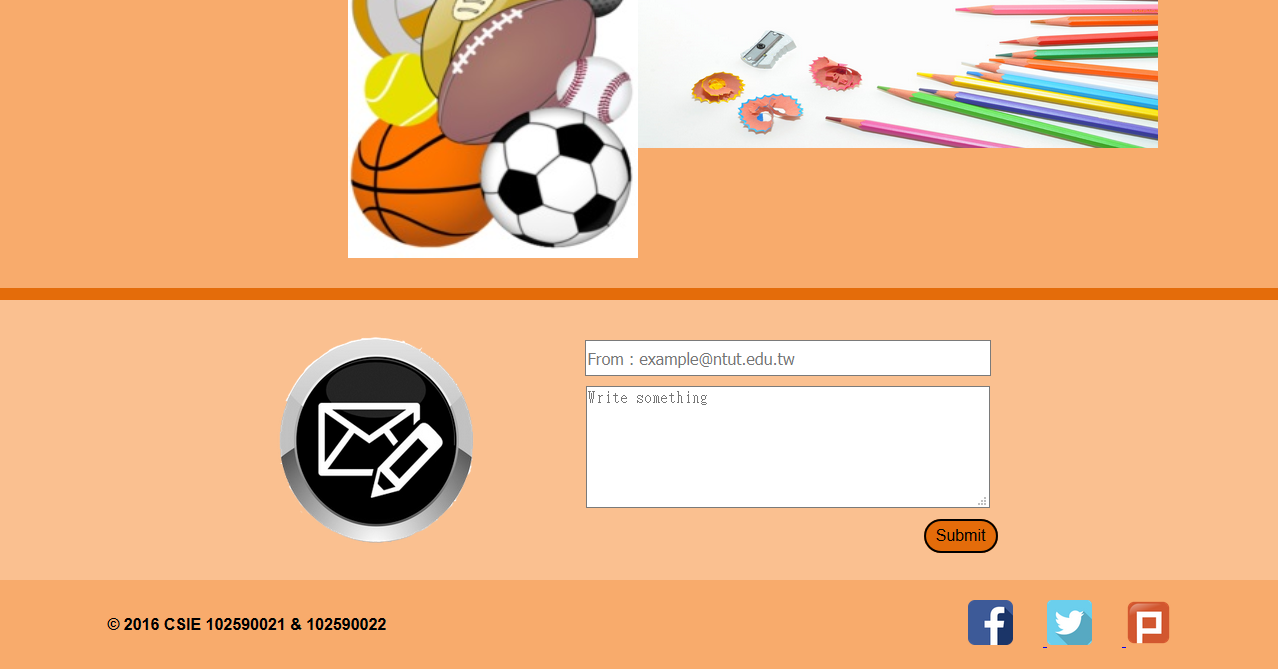 From : example@ntut.edu.tw
Write something
Submit
© 2016 CSIE 102590021 & 102590022